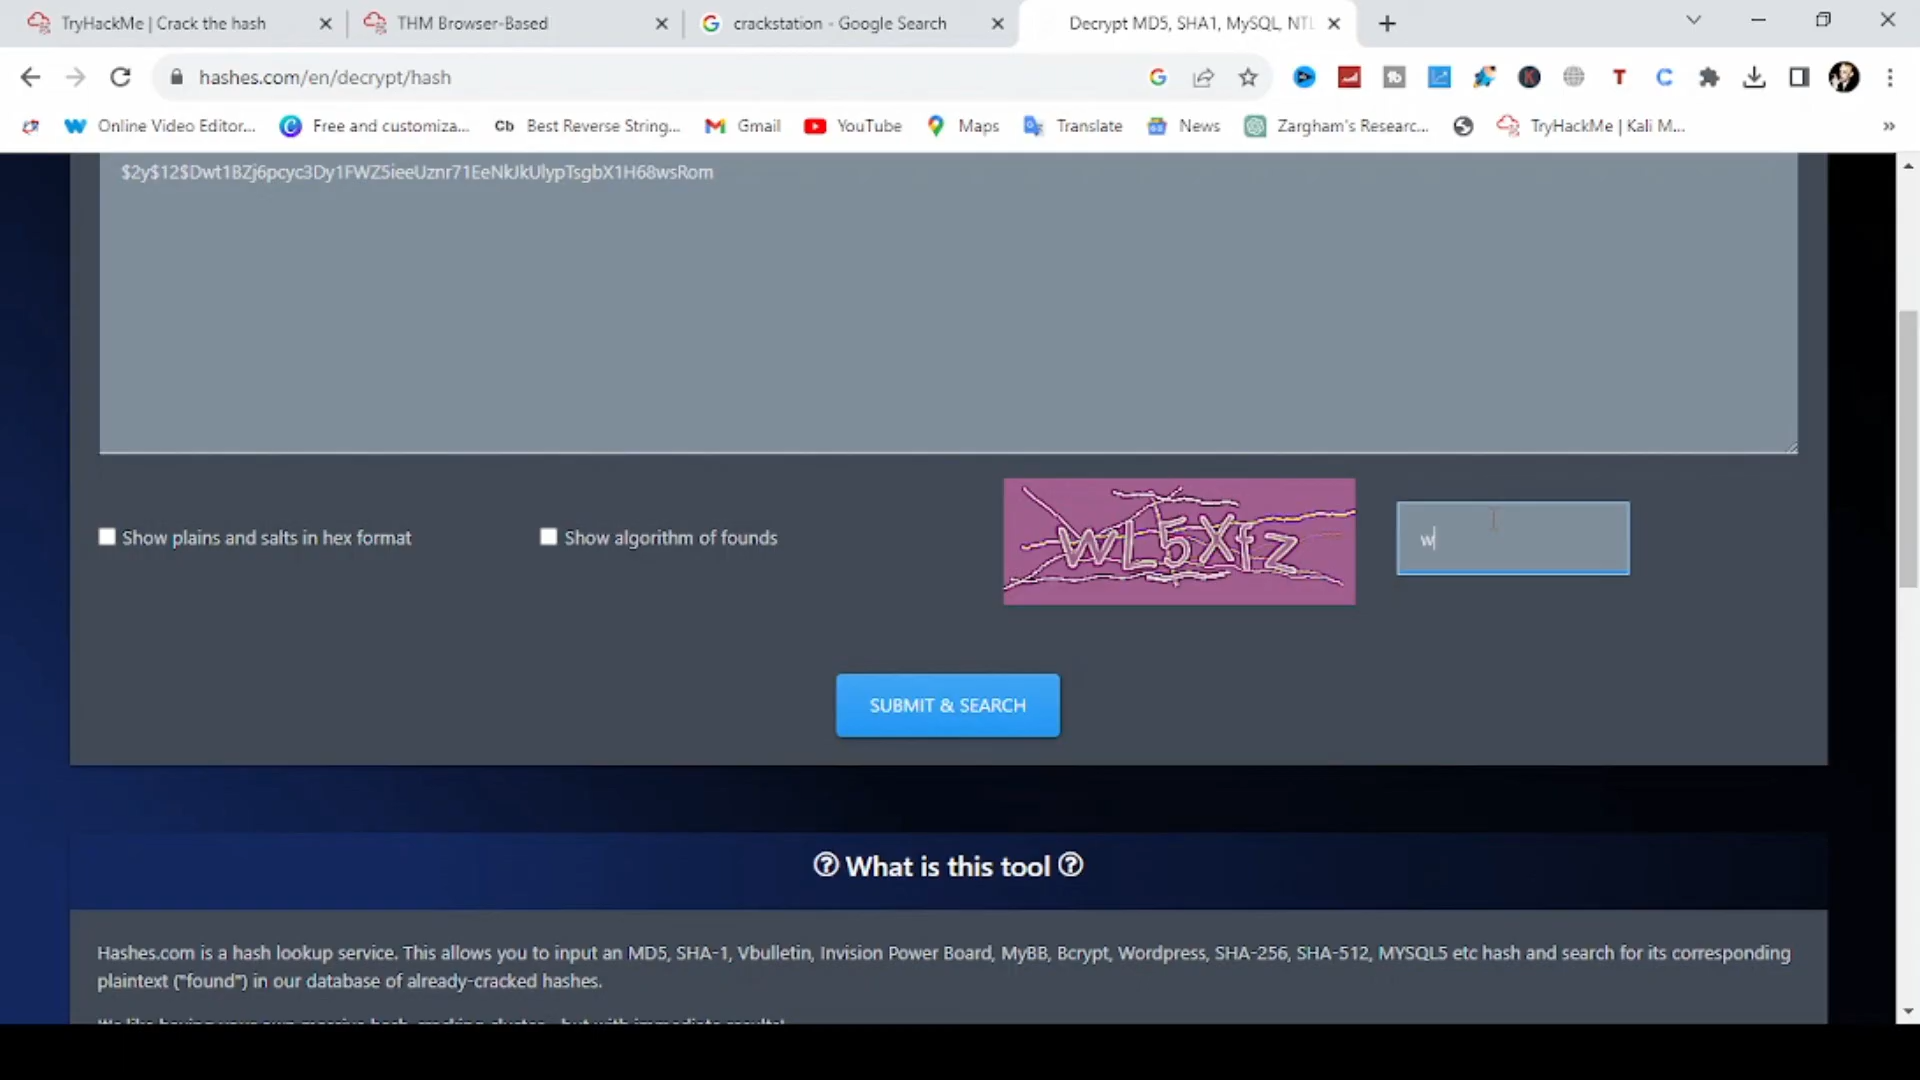 TryHackMe | Crack the hash
THM Browser-Based
crackstation - Google Search
Decrypt MD5, SHA1, MySQL, NTL
hashes.com/en/decrypt/hash
Online Video Editor...
Free and customiza...
Cb Best Reverse String...
Gmail
YouTube
Maps
Translate
News
Zargham's Researc...
TryHackMe | Kali M...
$2y$12$Dwt1BZj6pcyc3Dy1FWZ5ieeUznr71EeNkJkUlypTsgbX1H68wsRom
Show plains and salts in hex format
Show algorithm of founds
wL5Xfz
w
SUBMIT & SEARCH
What is this tool
Hashes.com is a hash lookup service. This allows you to input an MD5, SHA-1, Vbulletin, Invision Power Board, MyBB, Bcrypt, Wordpress, SHA-256, SHA-512, MYSQL5 etc hash and search for its corresponding
plaintext ("found") in our database of already-cracked hashes.